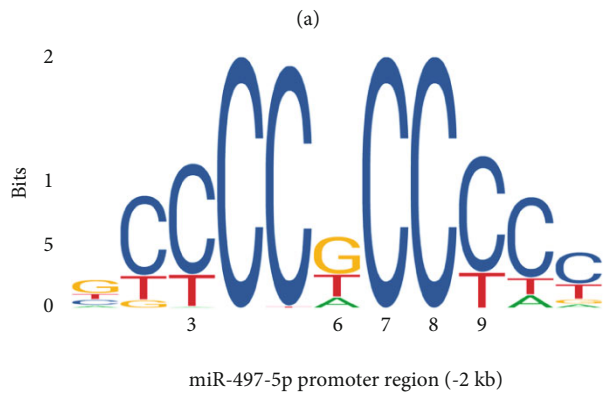 (a)
2
1
5
0
Bits
G T C A
C T G
C T
C
C
G T A
C
C
C T
C T A
C T G A
3 6 7 8 9
miR-497-5p promoter region (-2 kb)